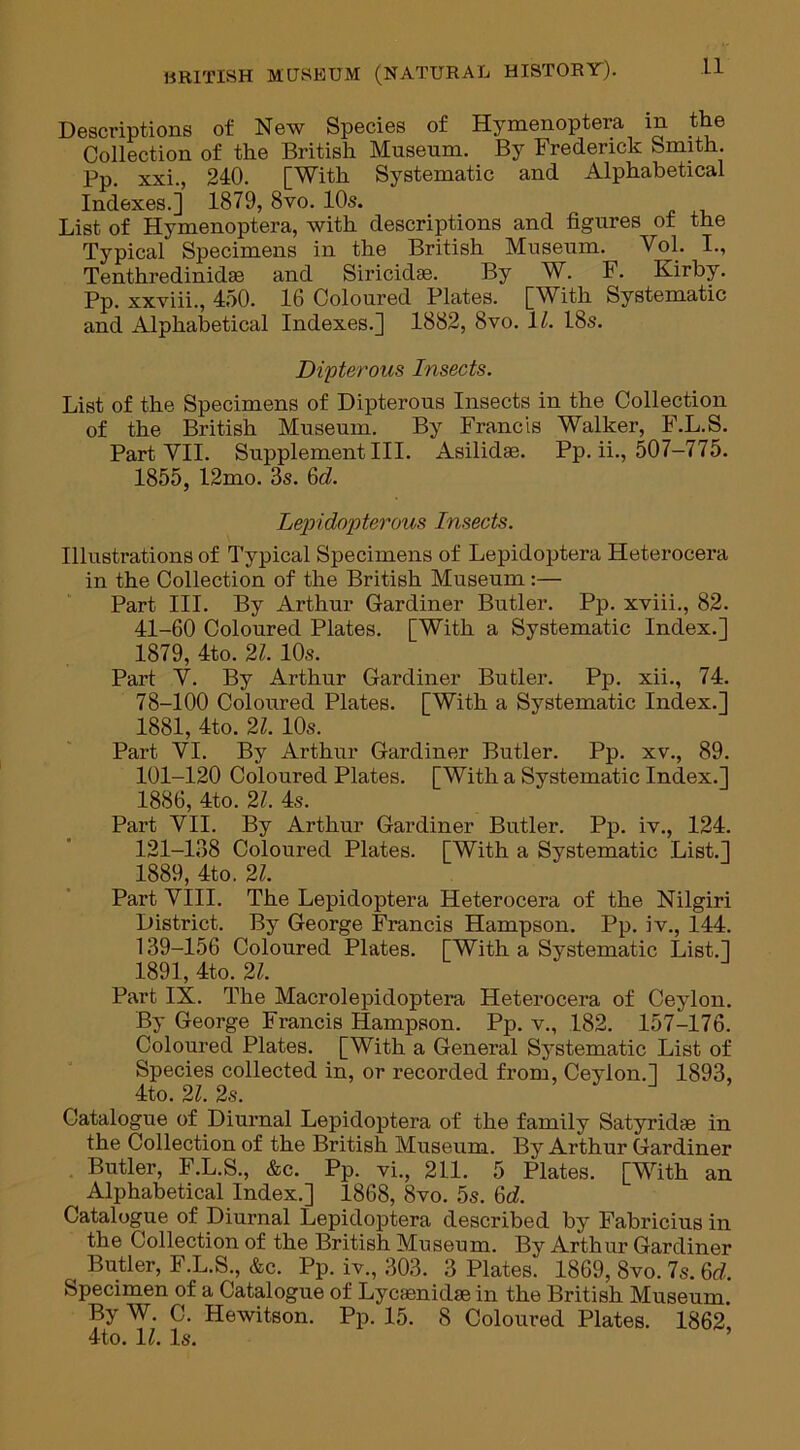 BRITISH MUSEUM (NATURAL HISTORY). 11
Descriptions of New Species of Hymenoptera in the
Collection of the British Museum. By Frederick Smith.
Pp. xxi., 240. [With Systematic and Alphabetical
Indexes.] 1879, 8vo. 10s.
List of Hymenoptera, with descriptions and figures of the
Typical Specimens in the British Museum. Vol. I.,
Tenthredinidæ and Siricidæ. By W. F. Kirby.
Pp. xxviii., 450. 16 Coloured Plates. [With Systematic
and Alphabetical Indexes.] 1882, 8vo. 1l. 18s.
Dipterous Insects.
List of the Specimens of Dipterous Insects in the Collection
of the British Museum. By Francis Walker, F.L.S.
Part VII. Supplement III. Asilidæ. Pp. ii., 507–775.
1855, 12mo. 3s. 6d.
Lepidopterous Insects.
Illustrations of Typical Specimens of Lepidoptera Heterocera
in the Collection of the British Museum :—
Part III. By Arthur Gardiner Butler. Pp. xviii., 82.
41–60 Coloured Plates. [With a Systematic Index.]
1879, 4to. 2l. 10s.
Part V. By Arthur Gardiner Butler. Pp. xii., 74.
78–100 Coloured Plates. [With a Systematic Index.]
1881, 4to. 2l. 10s.
Part VI. By Arthur Gardiner Butler. Pp. xv., 89.
101–120 Coloured Plates. [With a Systematic Index.]
1886, 4to. 2l. 4s.
Part VII. By Arthur Gardiner Butler. Pp. iv., 124.
121–138 Coloured Plates. [With a Systematic List.]
1889, 4to. 2l.
Part VIII. The Lepidoptera Heterocera of the Nilgiri
District. By George Francis Hampson. Pp. iv., 144.
139–156 Coloured Plates. [With a Systematic List.]
1891, 4to. 2l.
Part IX. The Macrolepidoptera Heterocera of Ceylon.
By George Francis Hampson. Pp. v., 182. 157–176.
Coloured Plates. [With a General Systematic List of
Species collected in, or recorded from, Ceylon.] 1893,
4to. 2l. 2s.
Catalogue of Diurnal Lepidoptera of the family Satyridæ in
the Collection of the British Museum. By Arthur Gardiner
Butler, F.L.S., &c. Pp. vi., 211. 5 Plates. [With an
Alphabetical Index.] 1868, 8vo. 5s. 6d.
Catalogue of Diurnal Lepidoptera described by Fabricius in
the Collection of the British Museum. By Arthur Gardiner
Butler, F.L.S., &c. Pp. iv., 303. 3 Plates. 1869, 8vo. 7s. 6d.
Specimen of a Catalogue of Lycænidæ in the British Museum.
By W. C. Hewitson. Pp. 15. 8 Coloured Plates. 1862,
4to. 1l. 1s.